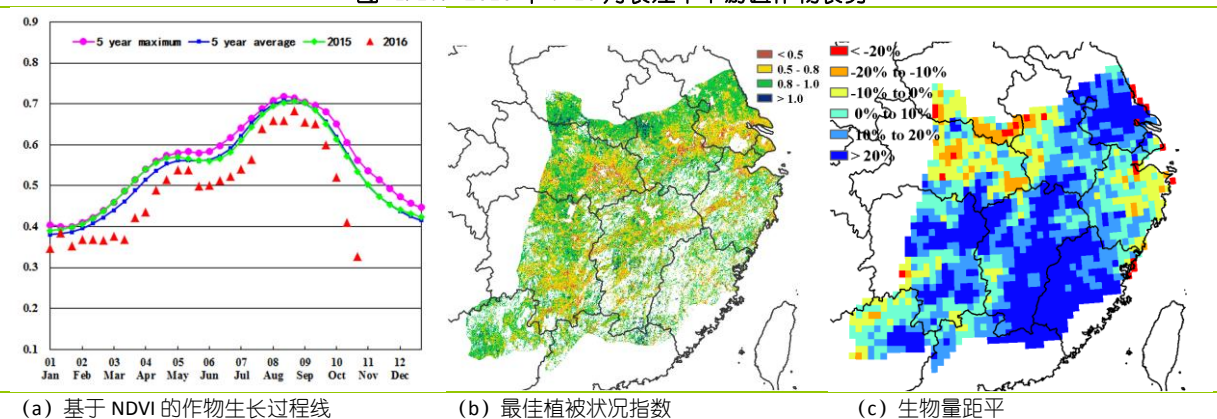 0.9
0.8
0.7
0.6
0.5
0.4
0.3
0.2
0.1
5 year maximum 5 year average 2015 2016
01 02 03 04 05 06 07 08 09 10 11 12
Jan Feb Mar Apr May Jun Jul Aug Sep Oct Nov Dec
< 0.5
0.5 - 0.8
0.8 - 1.0
> 1.0
< -20%
-20% to -10%
-10% to 0%
0% to 10%
10% to 20%
> 20%
(a) 基于 NDVI 的作物生长过程线
(b) 最佳植被状况指数
(c) 生物量距平